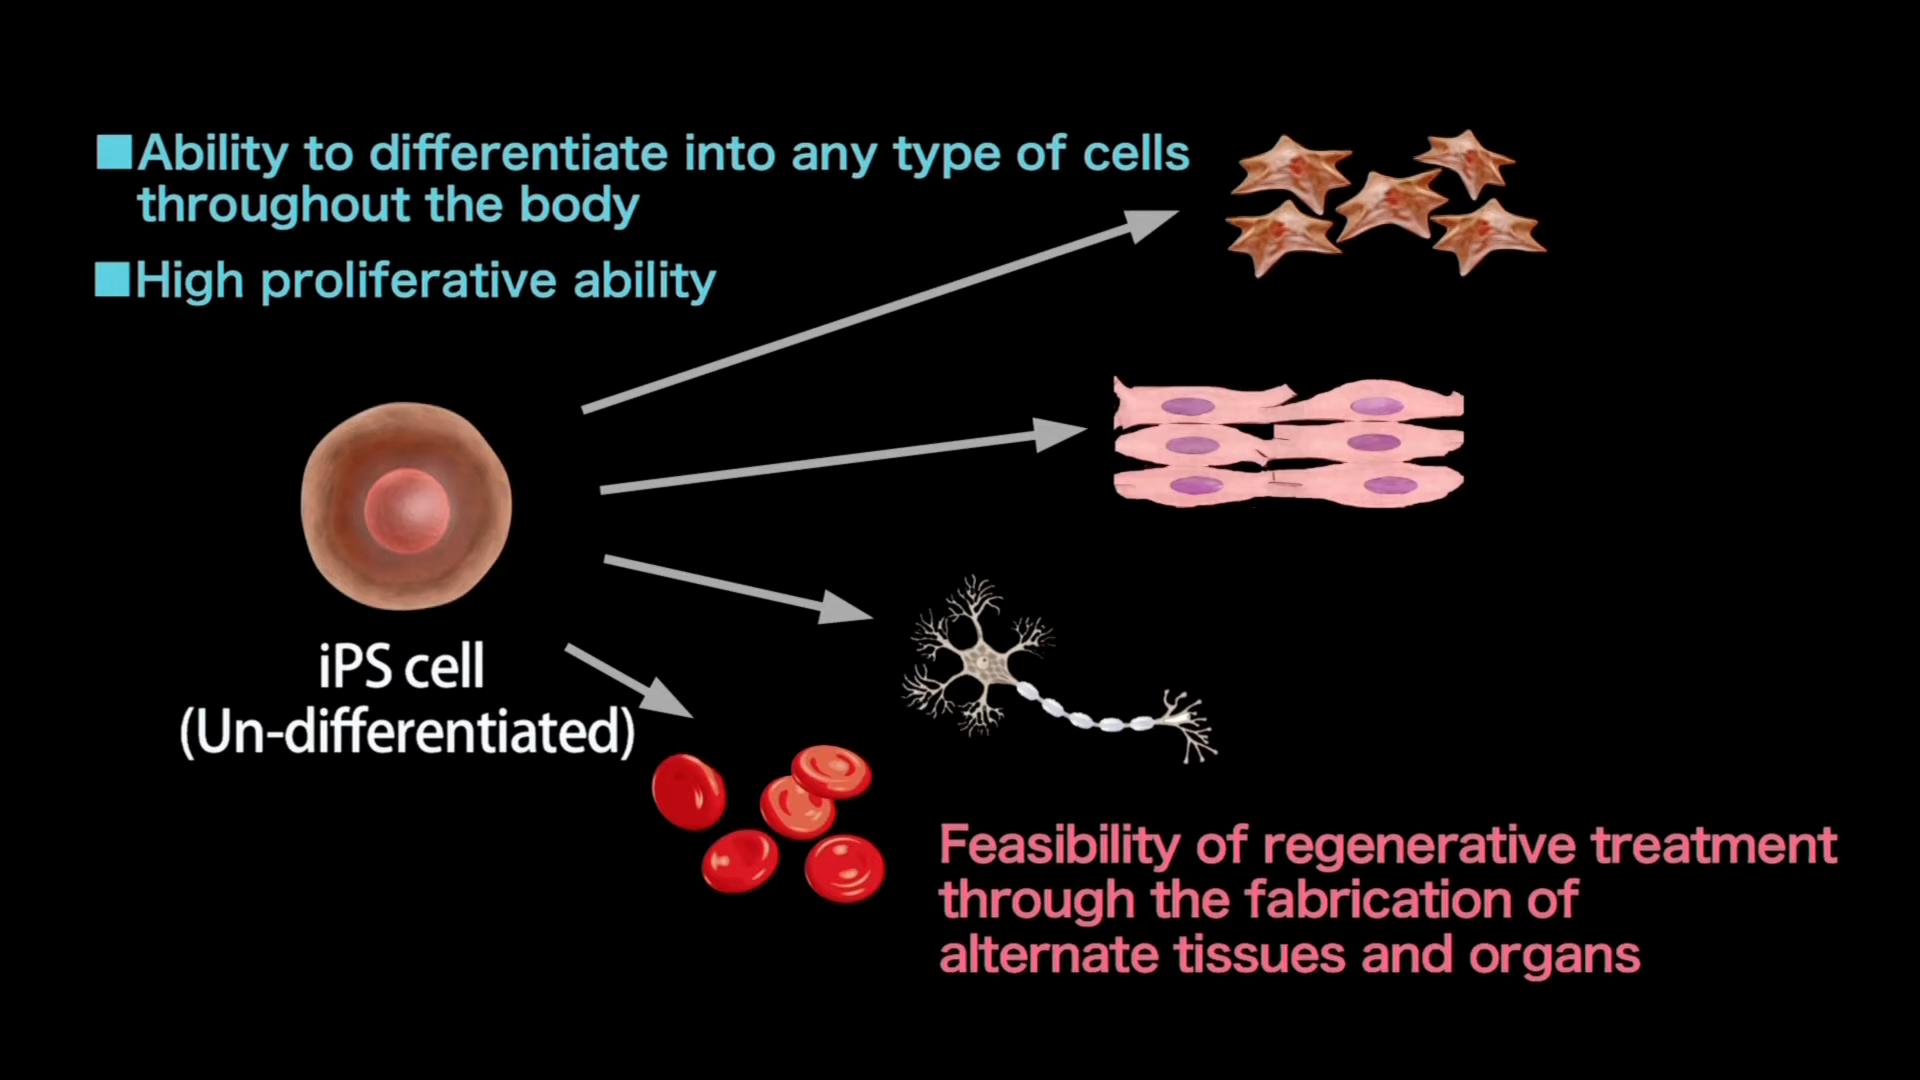 ■Ability to differentiate into any type of cells
throughout the body
■High proliferative ability
iPS cell
(Un-differentiated)
Feasibility of regenerative treatment
through the fabrication of
alternate tissues and organs